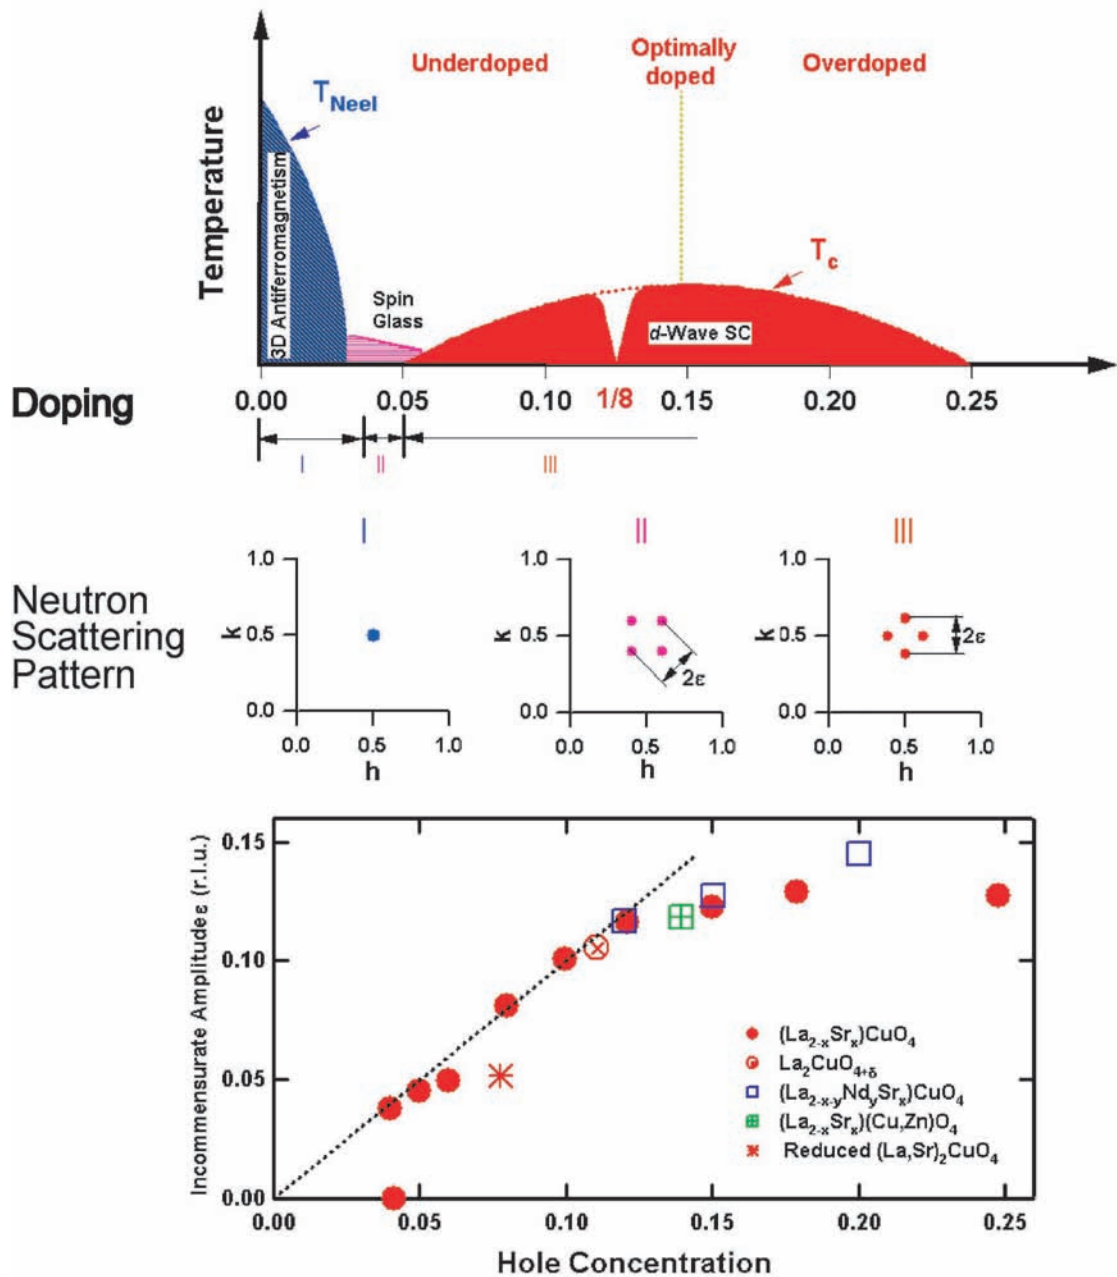 Underdoped
Optimally
doped
Overdoped
T_Neel
Temperature
3D Antiferromagnetism
Spin
Glass
T_c
d-Wave SC
Doping
0.00 0.05 0.10 1/8 0.15 0.20 0.25
I II III
Neutron
Scattering
Pattern
I
1.0
k 0.5
0.0
0.0 0.5 1.0
h
II
1.0
k 0.5
2ε
0.0
0.0 0.5 1.0
h
III
1.0
k 0.5
2ε
0.0
0.0 0.5 1.0
h
Incommensurate Amplitude ε (r.l.u.)
0.15
0.10
0.05
0.00
(La₂₋ₓSrₓ)CuO₄
La₂CuO₄₊δ
(La_{2-x-y}Nd_ySr_x)CuO₄
(La₂₋ₓSrₓ)(Cu,Zn)O₄
Reduced (La,Sr)₂CuO₄
0.00 0.05 0.10 0.15 0.20 0.25
Hole Concentration